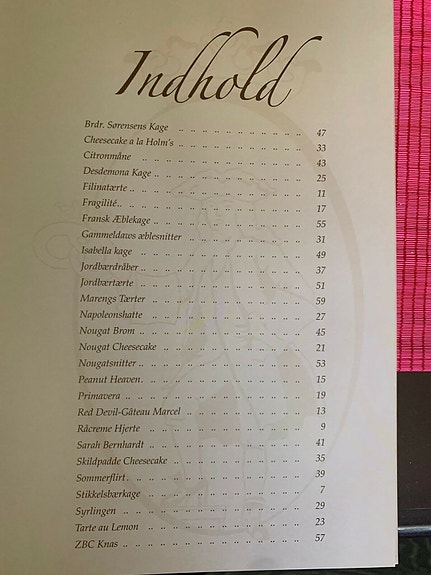 Indhold
Brdr. Sørensens Kage .. .. .. .. .. .. .. .. .. .. .. 47
Cheesecake a la Holm's .. .. .. .. .. .. .. .. .. .. .. 33
Citronmåne .. .. .. .. .. .. .. .. .. .. .. .. .. 43
Desdemona Kage .. .. .. .. .. .. .. .. .. .. .. .. 25
Filinatærte .. .. .. .. .. .. .. .. .. .. .. .. .. .. 11
Fragilité .. .. .. .. .. .. .. .. .. .. .. .. .. .. .. 17
Fransk Æblekage .. .. .. .. .. .. .. .. .. .. .. .. 55
Gammeldaws æblesnitter .. .. .. .. .. .. .. .. .. .. 31
Isabella kage .. .. .. .. .. .. .. .. .. .. .. .. .. 49
Jordbærdråber .. .. .. .. .. .. .. .. .. .. .. .. .. 37
Jordbærtærte .. .. .. .. .. .. .. .. .. .. .. .. .. 51
Marengs Tærter .. .. .. .. .. .. .. .. .. .. .. .. 59
Napoleonshatte .. .. .. .. .. .. .. .. .. .. .. .. 27
Nougat Brom .. .. .. .. .. .. .. .. .. .. .. .. .. 45
Nougat Cheesecake .. .. .. .. .. .. .. .. .. .. .. 21
Nougatsnitter .. .. .. .. .. .. .. .. .. .. .. .. .. 53
Peanut Heaven .. .. .. .. .. .. .. .. .. .. .. .. .. 15
Primavera .. .. .. .. .. .. .. .. .. .. .. .. .. .. 19
Red Devil-Gâteau Marcel .. .. .. .. .. .. .. .. .. .. 13
Råcreme Hjerte .. .. .. .. .. .. .. .. .. .. .. .. 9
Sarah Bernhardt .. .. .. .. .. .. .. .. .. .. .. .. 41
Skildpadde Cheesecake .. .. .. .. .. .. .. .. .. .. 35
Sommerflirt .. .. .. .. .. .. .. .. .. .. .. .. .. .. 39
Stikkelsbærkage .. .. .. .. .. .. .. .. .. .. .. .. 7
Syrlingen .. .. .. .. .. .. .. .. .. .. .. .. .. .. 29
Tarte au Lemon .. .. .. .. .. .. .. .. .. .. .. .. 23
ZBC Knas .. .. .. .. .. .. .. .. .. .. .. .. .. .. 57